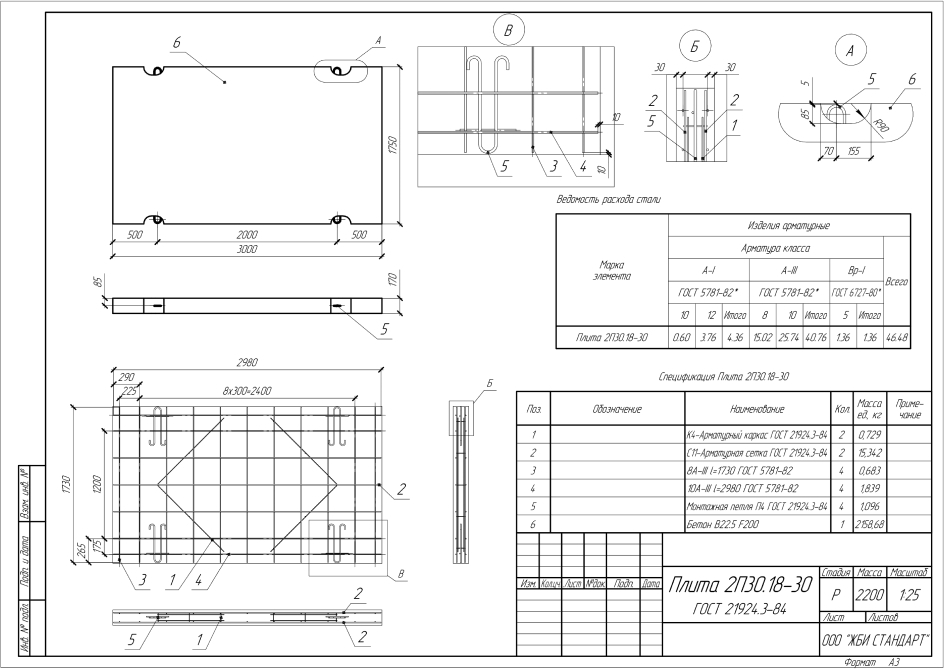 6
А
1750
500
2000
500
3000
В
10
5
3
4
10
Б
30
30
2
2
5
1
А
5
5
6
85
R90
70
155
85
170
5
Ведомость расхода стали
Марка элемента
Изделия арматурные
Арматура класса
Всего
А-I
А-III
Вр-I
ГОСТ 5781-82*
ГОСТ 5781-82*
ГОСТ 6727-80*
10 12 Итого 8 10 Итого 5 Итого
Плита 2П30.18-30 0.60 3.76 4.36 15.02 25.74 40.76 1.36 1.36 46.48
2980
290
225
8х300=2400
1730
1200
265
175
2
3
1
4
В
Б
2
5
1
2
Спецификация Плита 2П30.18-30
Поз. Обозначение Наименование Кол. Масса ед, кг Приме-чание
1 К4-Арматурный каркас ГОСТ 21924.3-84 2 0,729
2 С11-Арматурная сетка ГОСТ 21924.3-84 2 15,342
3 8А-III l=1730 ГОСТ 5781-82 4 0,683
4 10А-III l=2980 ГОСТ 5781-82 4 1,839
5 Монтажная петля П4 ГОСТ 21924.3-84 4 1,096
6 Бетон В22.5 F200 1 2158,68
Изм. Колич Лист №док. Подп. Дата
Плита 2П30.18-30
ГОСТ 21924.3-84
Стадия Масса Масштаб
Р 2200 1:25
Лист Листов
ООО "ЖБИ СТАНДАРТ"
Формат А3
Взам. инв. №
Подп. и дата
Инв. № подл.